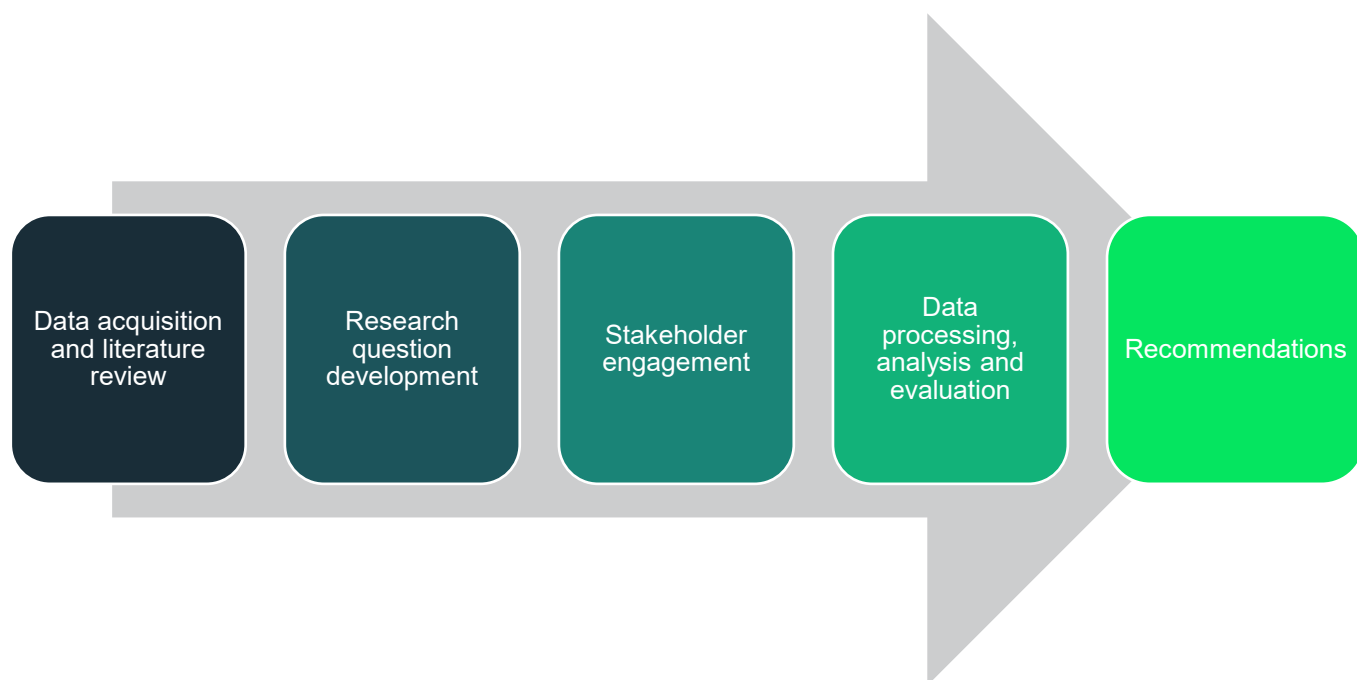 Data acquisition
and literature
review
Research
question
development
Stakeholder
engagement
Data
processing,
analysis and
evaluation
Recommendations